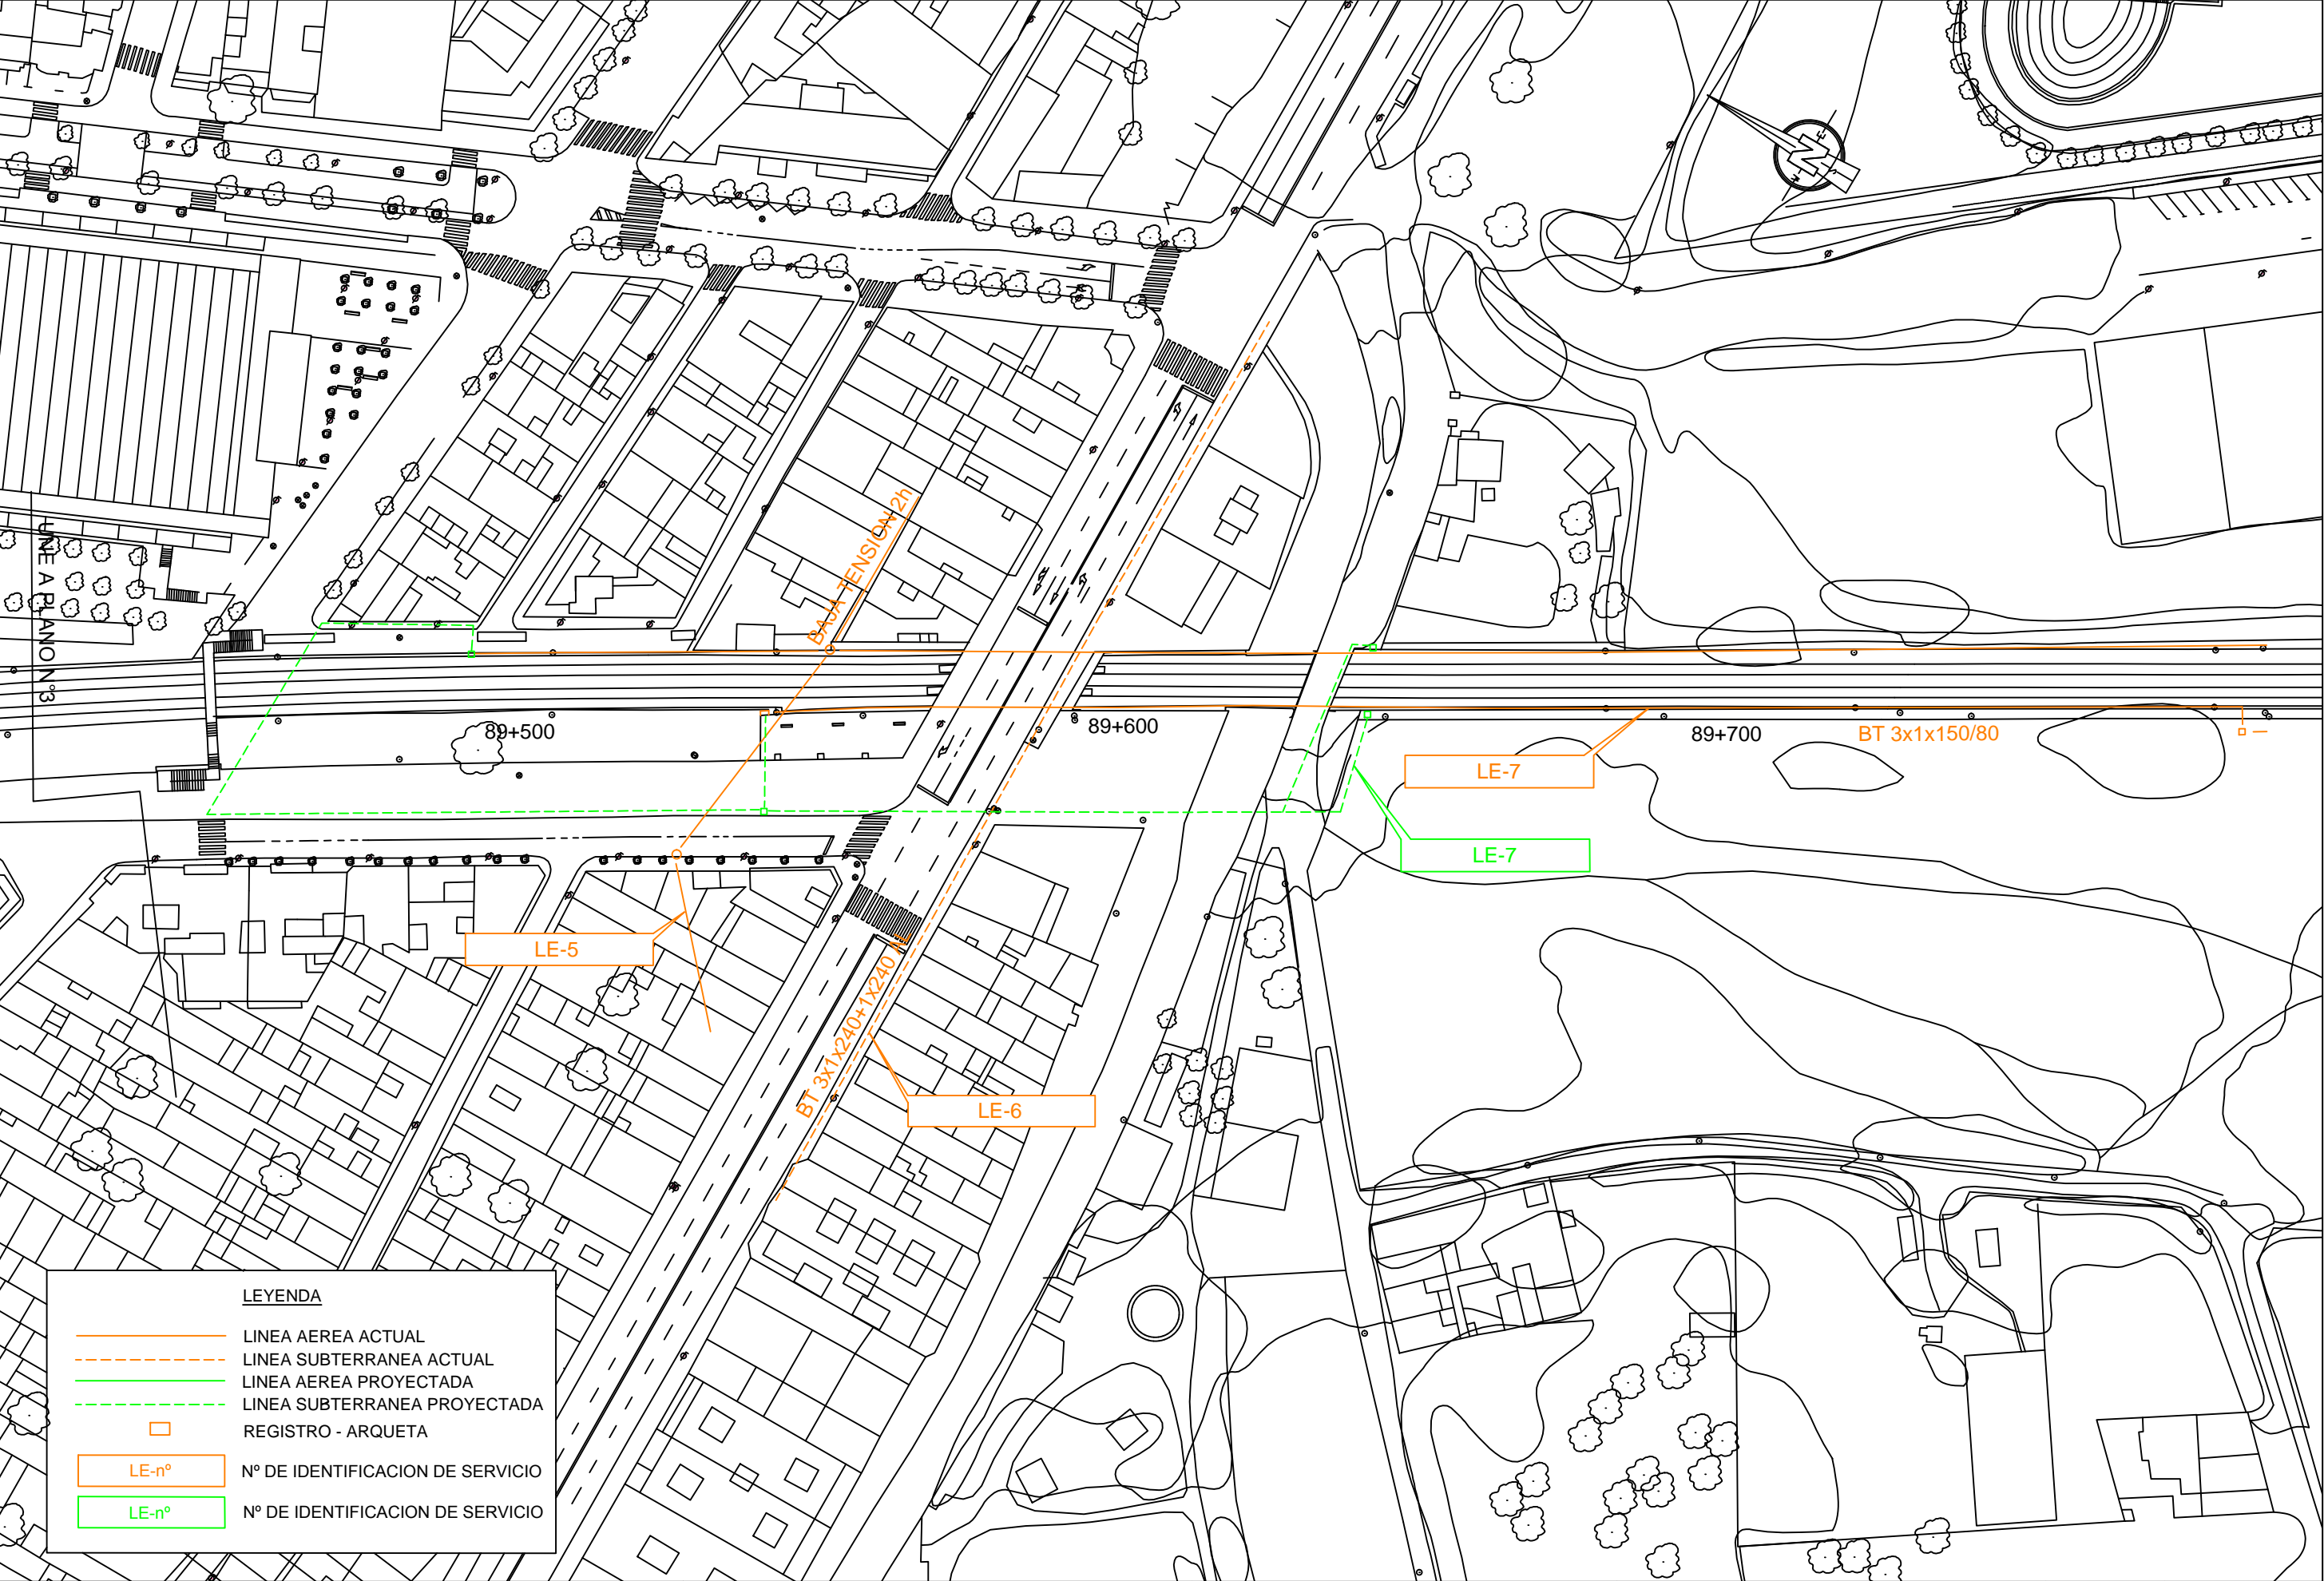 N
UNE A PLANO Nº3
BAJA TENSION 2h
89+500
89+600
89+700
BT 3x1x150/80
LE-7
LE-7
LE-5
BT 3x1x240+1x240
LE-6
LEYENDA
LINEA AEREA ACTUAL
LINEA SUBTERRANEA ACTUAL
LINEA AEREA PROYECTADA
LINEA SUBTERRANEA PROYECTADA
REGISTRO - ARQUETA
LE-nº
Nº DE IDENTIFICACION DE SERVICIO
LE-nº
Nº DE IDENTIFICACION DE SERVICIO